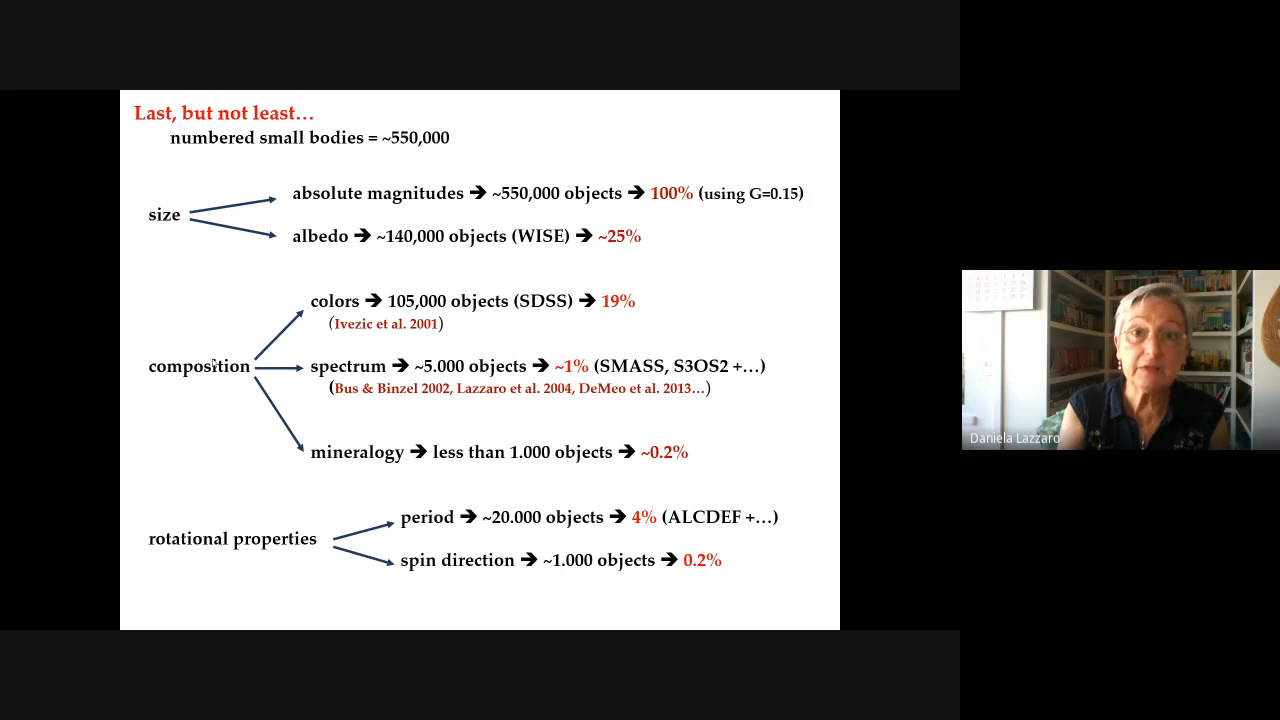 Last, but not least…
numbered small bodies = ~550,000
absolute magnitudes ➔ ~550,000 objects ➔ 100% (using G=0.15)
size
albedo ➔ ~140,000 objects (WISE) ➔ ~25%
colors ➔ 105,000 objects (SDSS) ➔ 19%
(Ivezic et al. 2001)
composition
spectrum ➔ ~5.000 objects ➔ ~1% (SMASS, S3OS2 +…)
(Bus & Binzel 2002, Lazzaro et al. 2004, DeMeo et al. 2013…)
mineralogy ➔ less than 1.000 objects ➔ ~0.2%
period ➔ ~20.000 objects ➔ 4% (ALCDEF +…)
rotational properties
spin direction ➔ ~1.000 objects ➔ 0.2%
Daniela Lazzaro